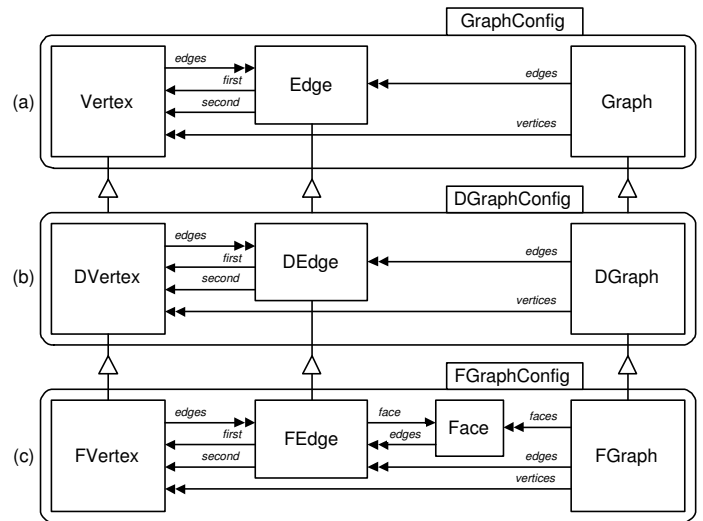 GraphConfig
(a)
Vertex
edges
first
second
Edge
edges
vertices
Graph
DGraphConfig
(b)
DVertex
edges
first
second
DEdge
edges
vertices
DGraph
FGraphConfig
(c)
FVertex
edges
first
second
FEdge
face
edges
Face
faces
edges
vertices
FGraph